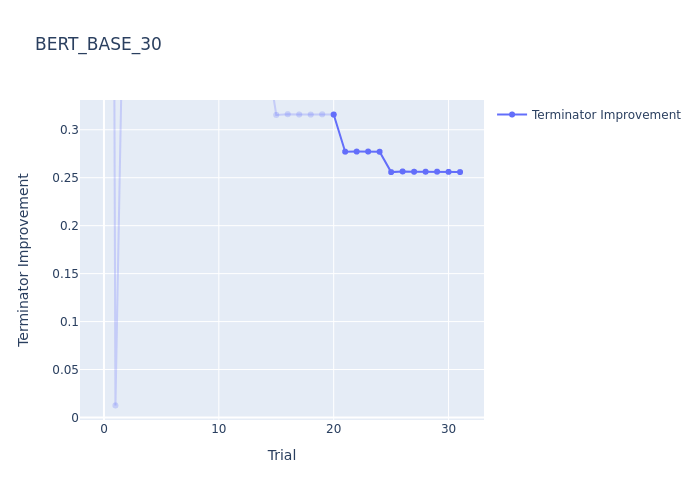 BERT_BASE_30
Terminator Improvement
0.3
0.25
0.2
0.15
0.1
0.05
0
0 10 20 30
Trial
Terminator Improvement